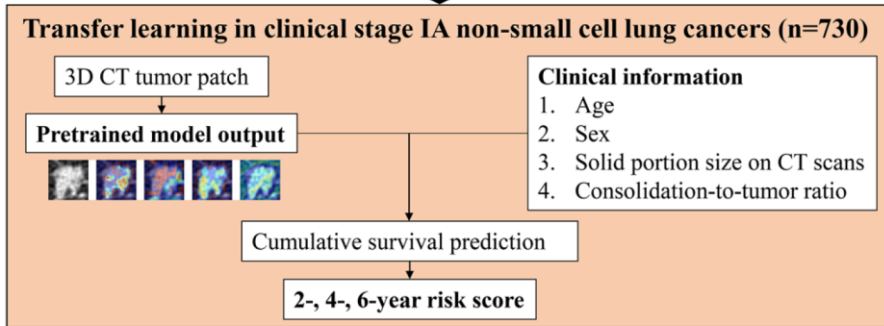 Transfer learning in clinical stage IA non-small cell lung cancers (n=730)
3D CT tumor patch
Pretrained model output
Clinical information
1. Age
2. Sex
3. Solid portion size on CT scans
4. Consolidation-to-tumor ratio
Cumulative survival prediction
2-, 4-, 6-year risk score